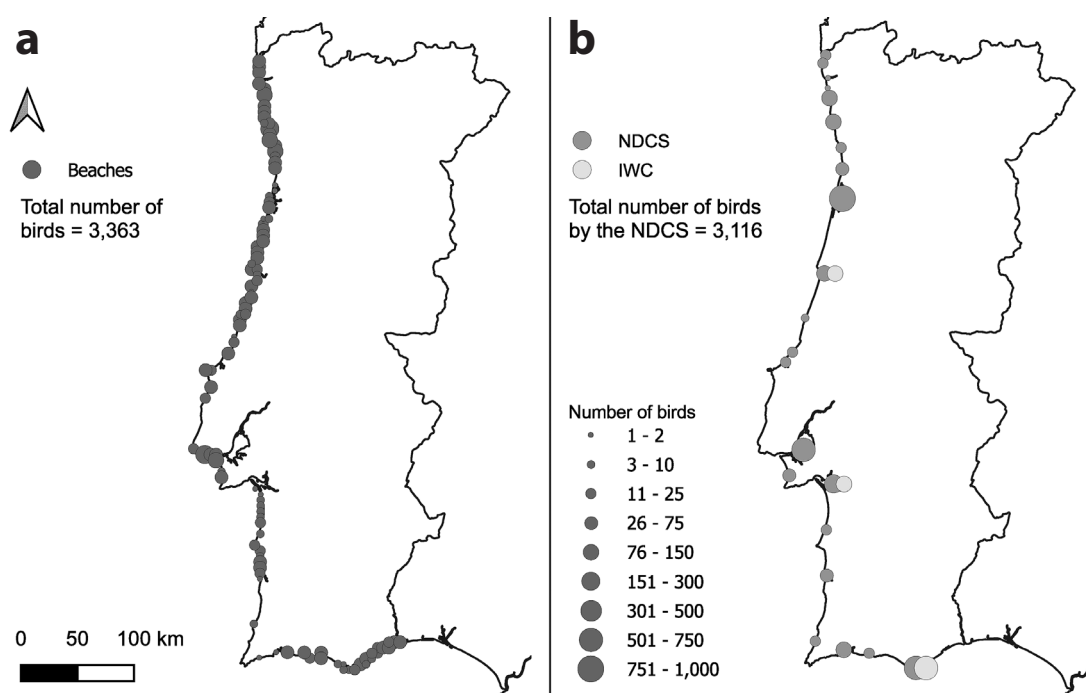 a
Beaches
Total number of
birds = 3,363
0 50 100 km
b
NDCS
IWC
Total number of birds
by the NDCS = 3,116
Number of birds
1 - 2
3 - 10
11 - 25
26 - 75
76 - 150
151 - 300
301 - 500
501 - 750
751 - 1,000